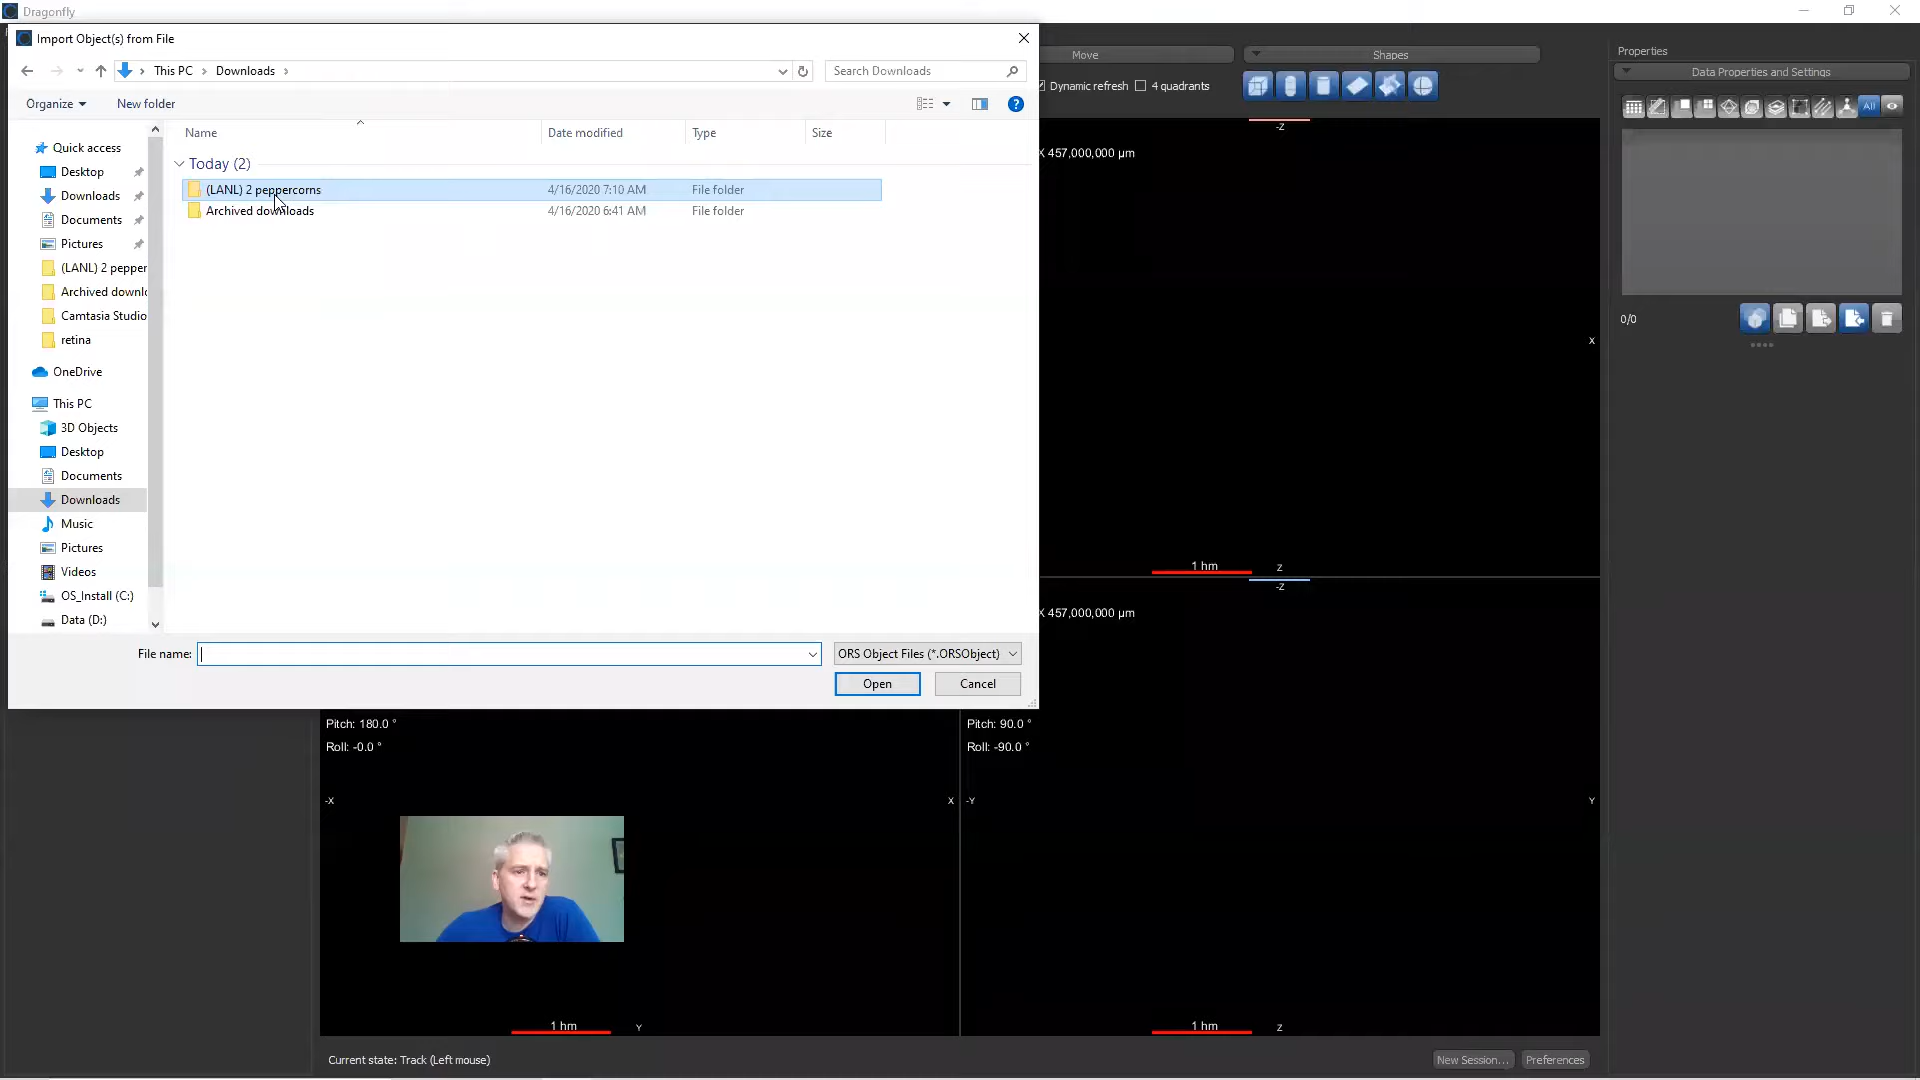 Dragonfly
Import Object(s) from File
This PC
Downloads
Search Downloads
Organize
New folder
Name
Date modified
Type
Size
Today (2)
(LANL) 2 peppercorns
4/16/2020 7:10 AM
File folder
Archived downloads
4/16/2020 6:41 AM
File folder
Quick access
Desktop
Downloads
Documents
Pictures
(LANL) 2 pepper
Archived downlo
Camtasia Studio
retina
OneDrive
This PC
3D Objects
Desktop
Documents
Downloads
Music
Pictures
Videos
OS_Install (C:)
Data (D:)
File name:
ORS Object Files (*.ORSObject)
Open
Cancel
Move
Dynamic refresh
4 quadrants
Shapes
-Z
X 457,000,000 µm
X
1 hm
Z
-Z
X 457,000,000 µm
Pitch: 180.0 °
Roll: -0.0 °
-X
X
1 hm
Y
Pitch: 90.0 °
Roll: -90.0 °
-Y
Y
1 hm
Z
Properties
Data Properties and Settings
All
0/0
Current state: Track (Left mouse)
New Session...
Preferences